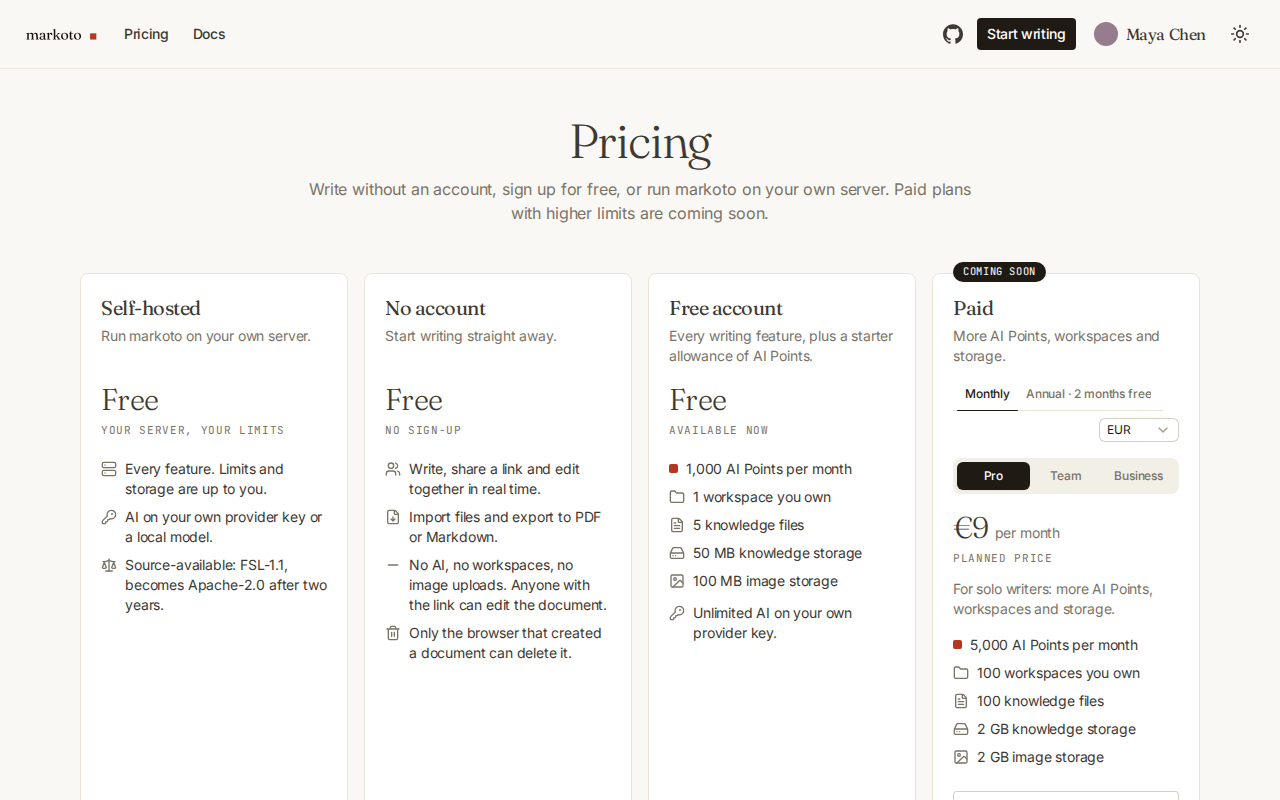 markoto
Pricing
Docs
Start writing
Maya Chen
Pricing
Write without an account, sign up for free, or run markoto on your own server. Paid plans
with higher limits are coming soon.
Self-hosted
Run markoto on your own server.
Free
YOUR SERVER, YOUR LIMITS
Every feature. Limits and
storage are up to you.
AI on your own provider key or
a local model.
Source-available: FSL-1.1,
becomes Apache-2.0 after two
years.
No account
Start writing straight away.
Free
NO SIGN-UP
Write, share a link and edit
together in real time.
Import files and export to PDF
or Markdown.
No AI, no workspaces, no
image uploads. Anyone with
the link can edit the document.
Only the browser that created
a document can delete it.
Free account
Every writing feature, plus a starter
allowance of AI Points.
Free
AVAILABLE NOW
1,000 AI Points per month
1 workspace you own
5 knowledge files
50 MB knowledge storage
100 MB image storage
Unlimited AI on your own
provider key.
COMING SOON
Paid
More AI Points, workspaces and
storage.
Monthly
Annual · 2 months free
EUR
Pro
Team
Business
€9 per month
PLANNED PRICE
For solo writers: more AI Points,
workspaces and storage.
5,000 AI Points per month
100 workspaces you own
100 knowledge files
2 GB knowledge storage
2 GB image storage